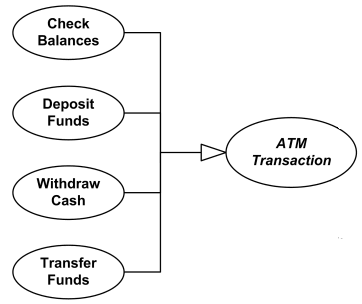 Check
Balances
Deposit
Funds
ATM
Transaction
Withdraw
Cash
Transfer
Funds